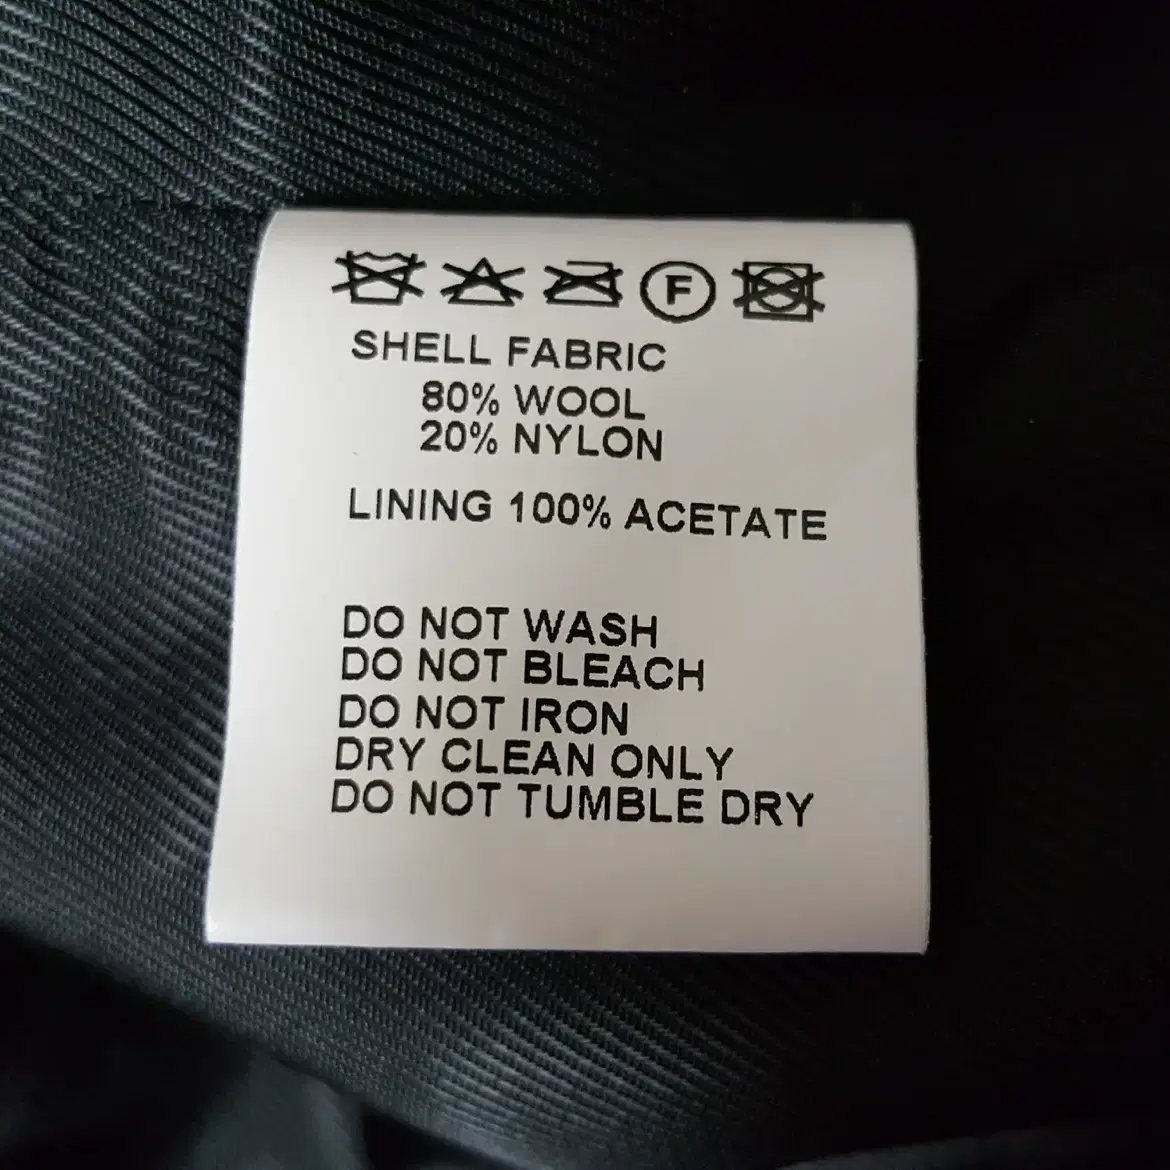 F
SHELL FABRIC
80% WOOL
20% NYLON
LINING 100% ACETATE
DO NOT WASH
DO NOT BLEACH
DO NOT IRON
DRY CLEAN ONLY
DO NOT TUMBLE DRY